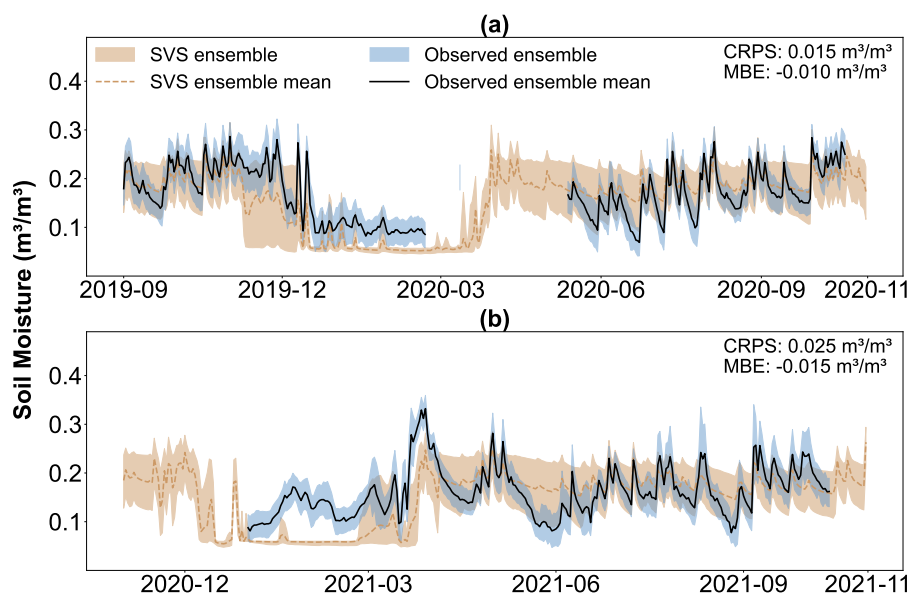 (a)
SVS ensemble
SVS ensemble mean
Observed ensemble
Observed ensemble mean
CRPS: 0.015 m³/m³
MBE: -0.010 m³/m³
0.4
0.3
0.2
0.1
2019-09
2019-12
2020-03
2020-06
2020-09
2020-11
Soil Moisture (m³/m³)
(b)
CRPS: 0.025 m³/m³
MBE: -0.015 m³/m³
0.4
0.3
0.2
0.1
2020-12
2021-03
2021-06
2021-09
2021-11